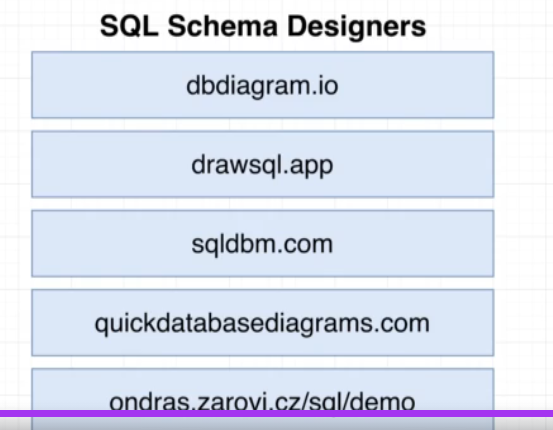 SQL Schema Designers
dbdiagram.io
drawsql.app
sqldbm.com
quickdatabasediagrams.com
ondras.zarovi.cz/sql/demo